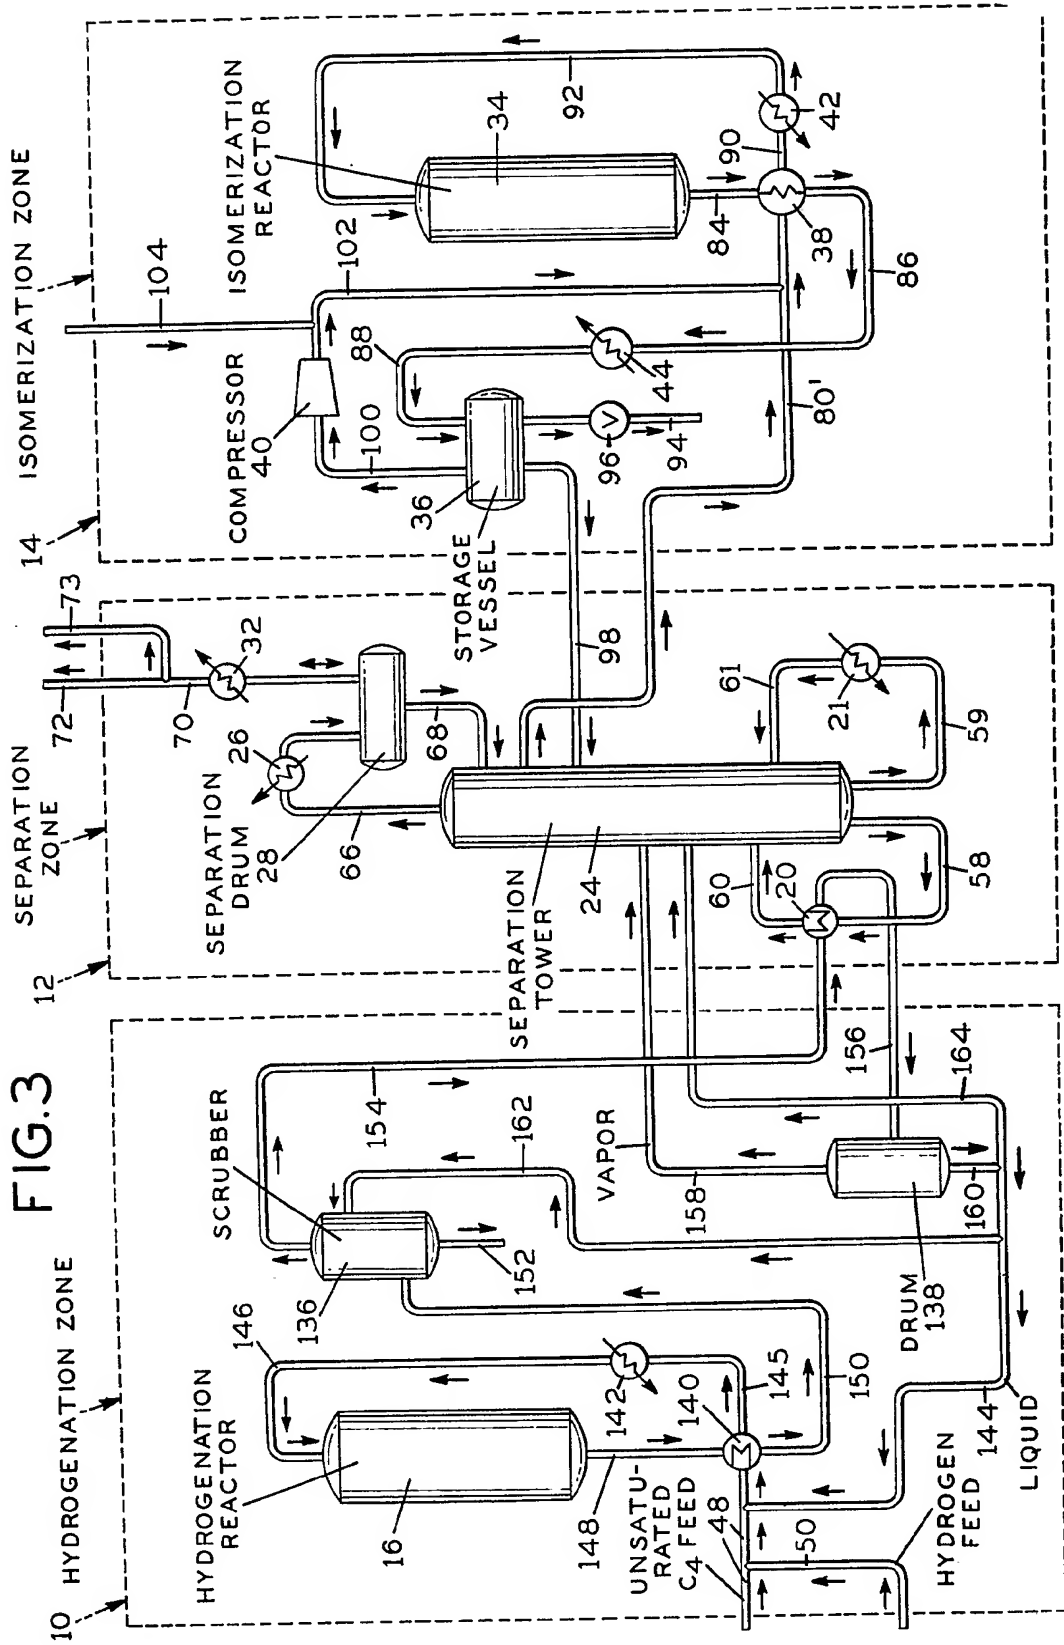 FIG.3
10
HYDROGENATION ZONE
12
SEPARATION
ZONE
14
ISOMERIZATION ZONE
HYDROGENATION
REACTOR
16
146
148
142
140
145
150
UNSATU-
RATED
C4 FEED
48
50
HYDROGEN
FEED
144
LIQUID
SCRUBBER
136
152
154
162
VAPOR
158
DRUM
138
160
156
164
SEPARATION
TOWER
24
60
20
58
SEPARATION
DRUM
28
66
26
68
70
72
73
32
61
21
59
98
STORAGE
VESSEL
36
100
COMPRESSOR
40
88
96
V
94
44
102
104
ISOMERIZATION
REACTOR
34
84
38
86
80'
90
42
92